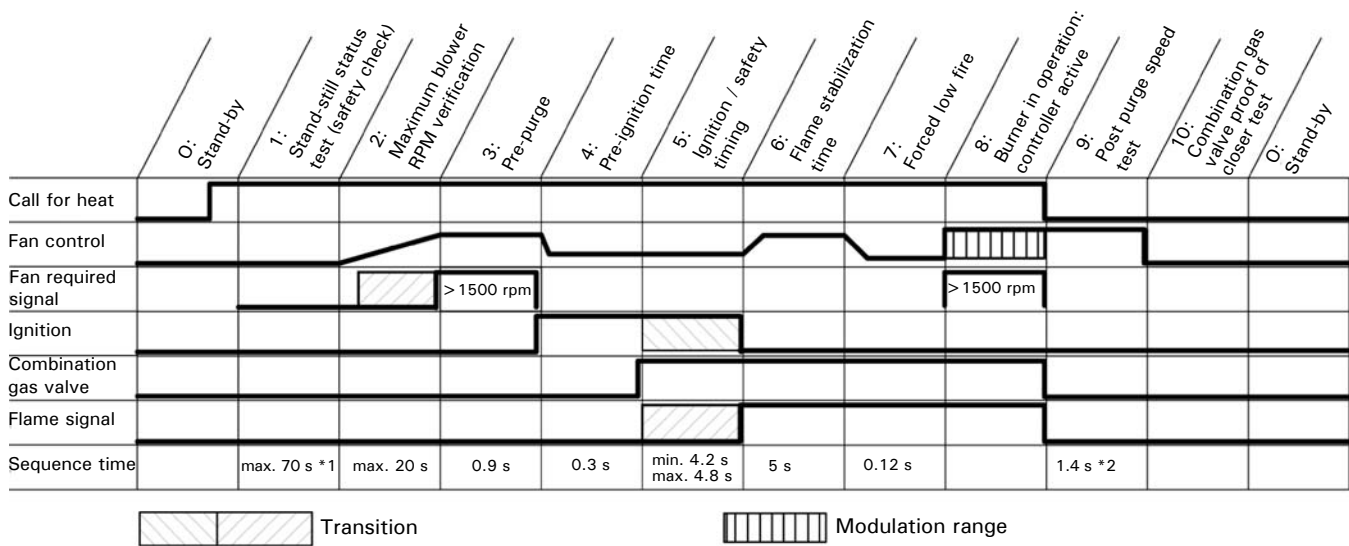 0:
Stand-by
1:
Stand-still status
test (safety check)
2:
Maximum blower
RPM verification
3:
Pre-purge
4:
Pre-ignition time
5:
Ignition / safety
timing
6:
Flame stabilization
time
7:
Forced low fire
8:
Burner in operation:
controller active
9:
Post purge speed
test
10:
Combination gas
valve proof of
closer test
0:
Stand-by
Call for heat
Fan control
Fan required
signal
>1500 rpm
>1500 rpm
Ignition
Combination
gas valve
Flame signal
Sequence time
max. 70 s *1
max. 20 s
0.9 s
0.3 s
min. 4.2 s
max. 4.8 s
5 s
0.12 s
1.4 s *2
Transition
Modulation range